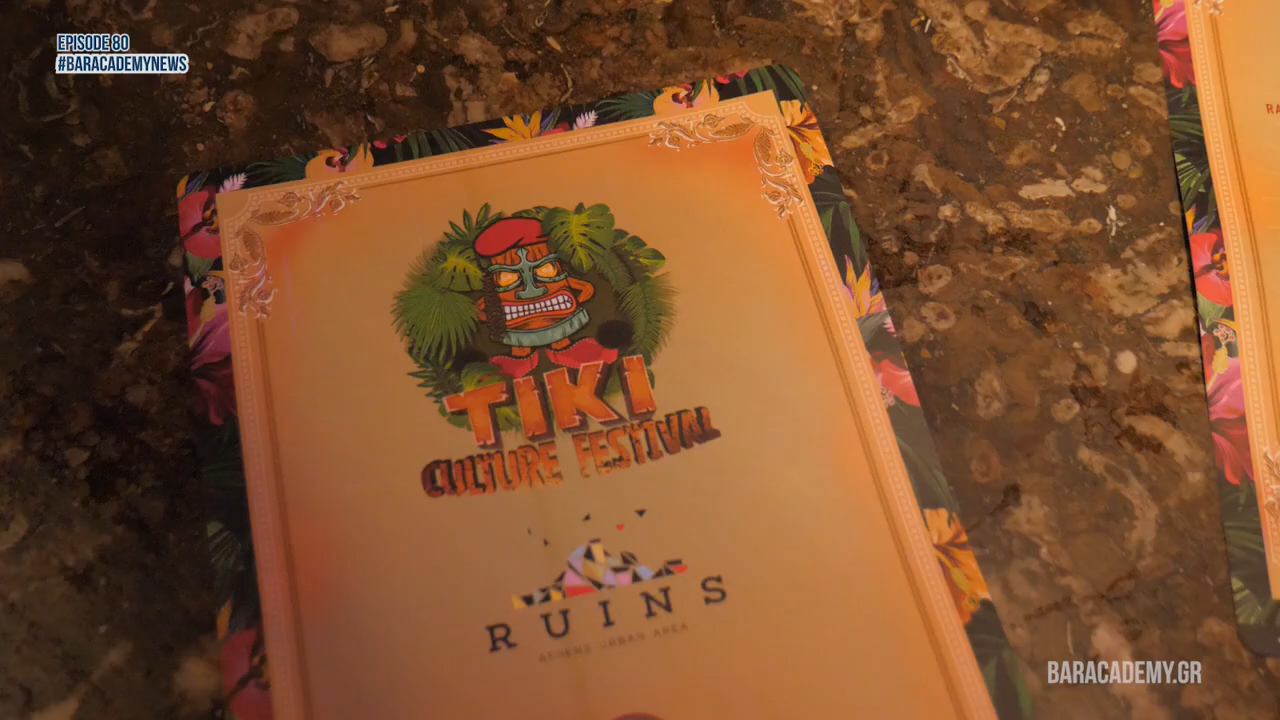 EPISODE 80
#BARACADEMYNEWS
TIKI
CULTURE FESTIVAL
RUINS
ATHENS URBAN AREA
BARACADEMY.GR